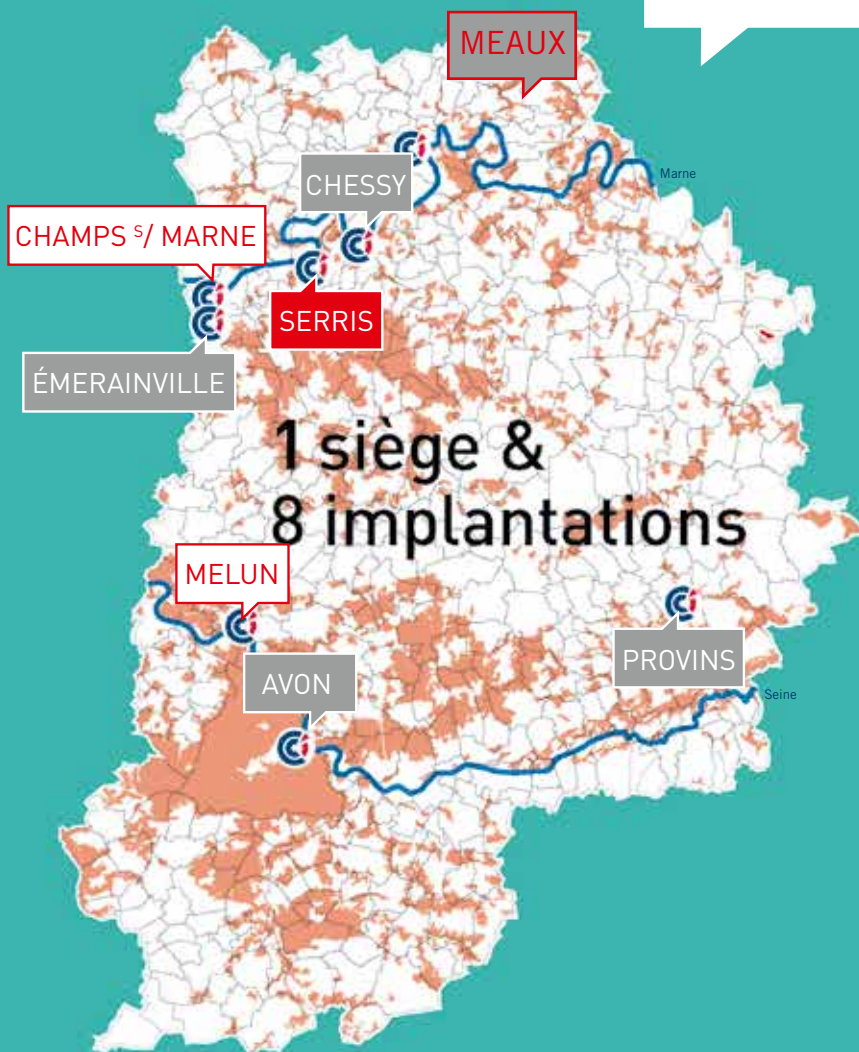 MEAUX
CHESSY
Marne
CHAMPS S/ MARNE
SERRIS
ÉMERAINVILLE
1 siège &
8 implantations
MELUN
PROVINS
AVON
Seine